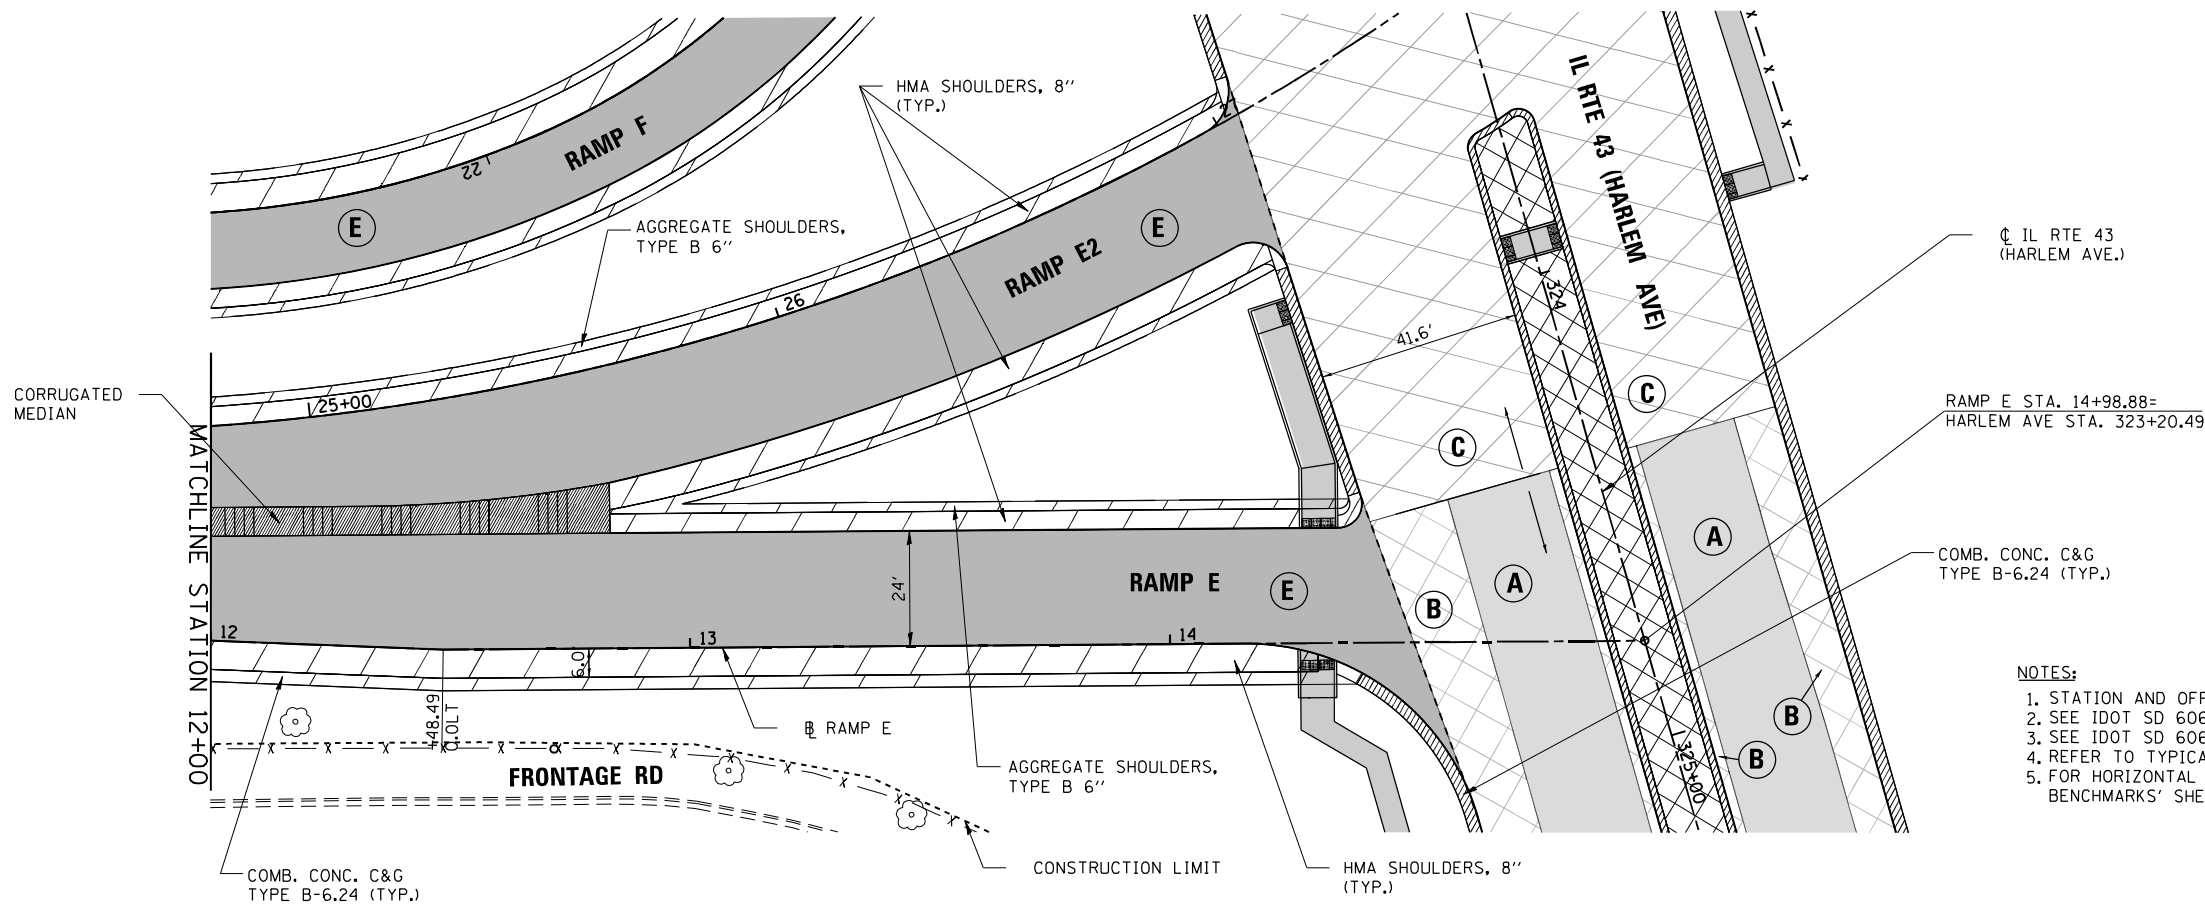 HMA SHOULDERS, 8''
(TYP.)
IL RTE 43 (HARLEM AVE)
RAMP F
22
2
E
AGGREGATE SHOULDERS,
TYPE B 6''
E
RAMP E2
26
324
℄ IL RTE 43
(HARLEM AVE.)
41.6'
CORRUGATED
MEDIAN
25+00
C
C
RAMP E STA. 14+98.88=
HARLEM AVE STA. 323+20.49
MATCHLINE STATION 12+00
A
A
COMB. CONC. C&G
TYPE B-6.24 (TYP.)
24'
RAMP E
E
B
12
13
14
6.0
+48.49
0.0LT
B
B
325+00
NOTES:
1. STATION AND OFF
2. SEE IDOT SD 606
3. SEE IDOT SD 606
4. REFER TO TYPICA
5. FOR HORIZONTAL
BENCHMARKS' SHE
B̲L RAMP E
FRONTAGE RD
AGGREGATE SHOULDERS,
TYPE B 6''
COMB. CONC. C&G
TYPE B-6.24 (TYP.)
CONSTRUCTION LIMIT
HMA SHOULDERS, 8''
(TYP.)